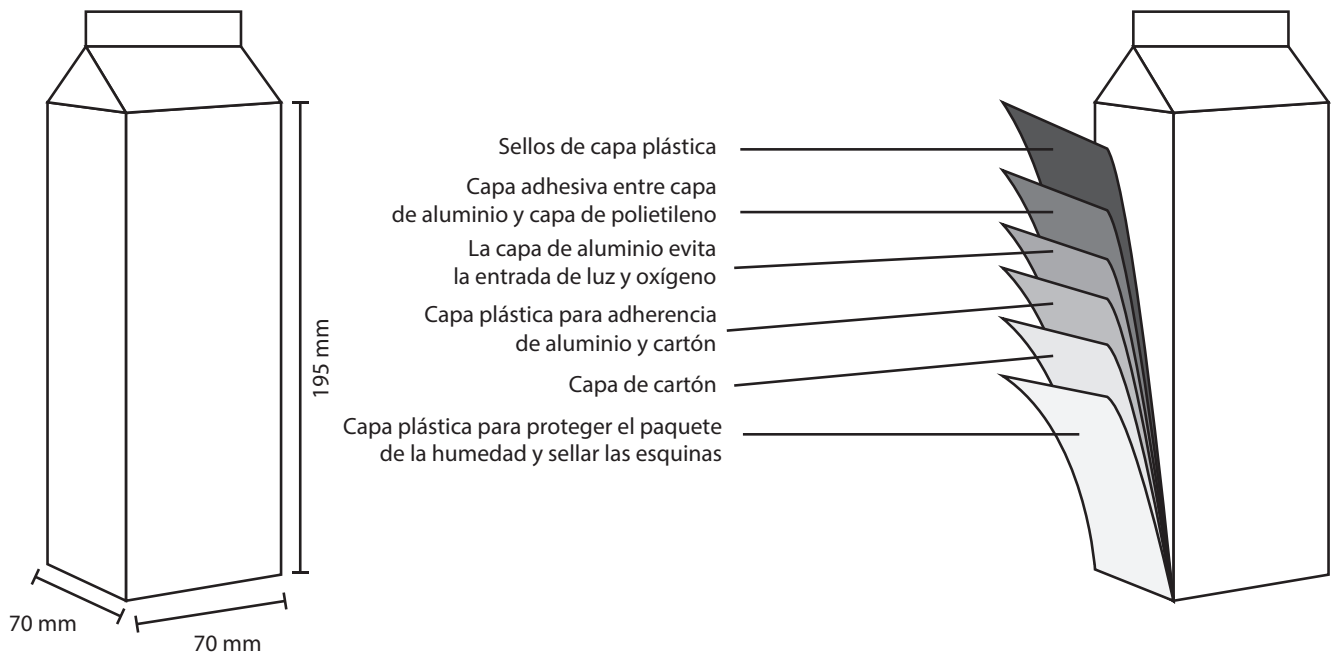 195 mm
70 mm
70 mm
Sellos de capa plástica
Capa adhesiva entre capa
de aluminio y capa de polietileno
La capa de aluminio evita
la entrada de luz y oxígeno
Capa plástica para adherencia
de aluminio y cartón
Capa de cartón
Capa plástica para proteger el paquete
de la humedad y sellar las esquinas